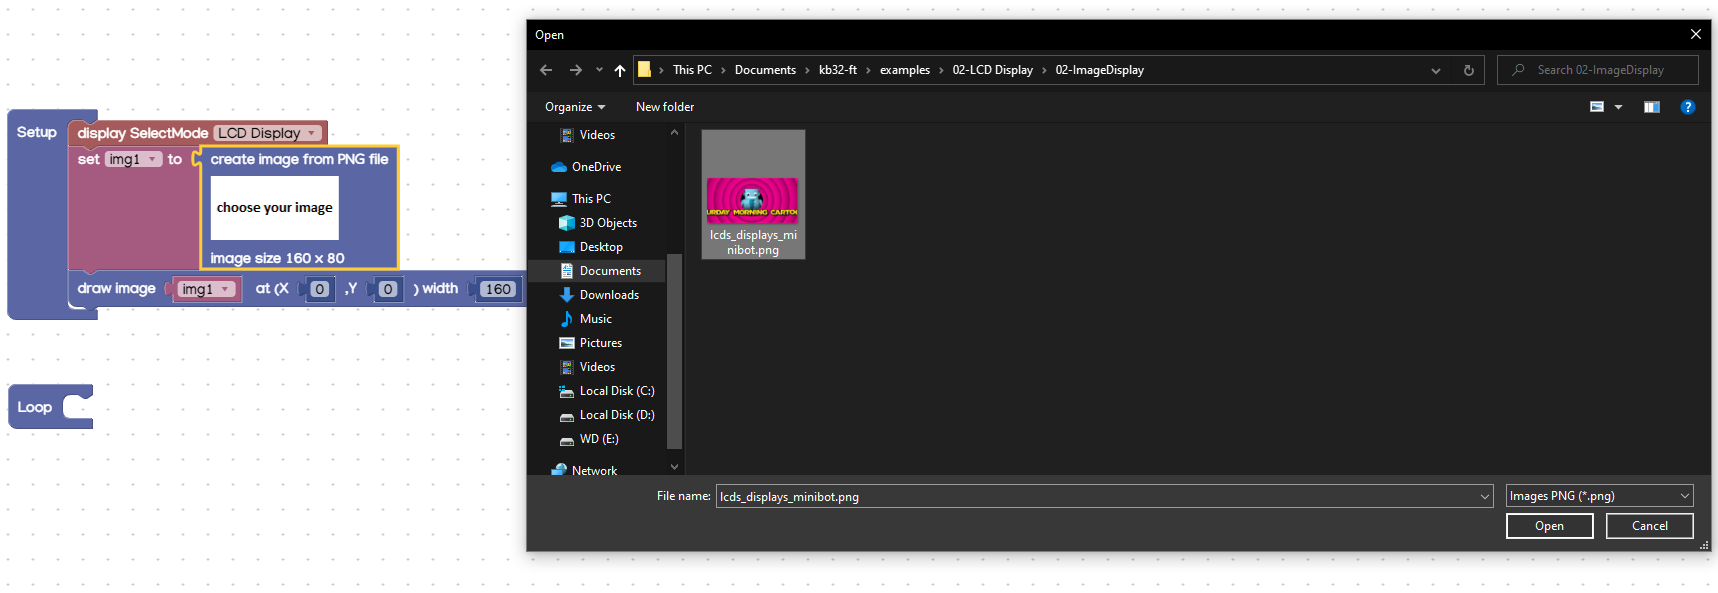 Setup
display SelectMode LCD Display
set img1 to create image from PNG file
choose your image
image size 160 x 80
draw image img1 at (X 0 ,Y 0 ) width 160
Loop
Open
This PC › Documents › kb32-ft › examples › 02-LCD Display › 02-ImageDisplay
Search 02-ImageDisplay
Organize New folder
Videos
OneDrive
This PC
3D Objects
Desktop
Documents
Downloads
Music
Pictures
Videos
Local Disk (C:)
Local Disk (D:)
WD (E:)
Network
URDAY MORNING CARTOO
lcds_displays_mi
nibot.png
File name: lcds_displays_minibot.png
Images PNG (*.png)
Open Cancel